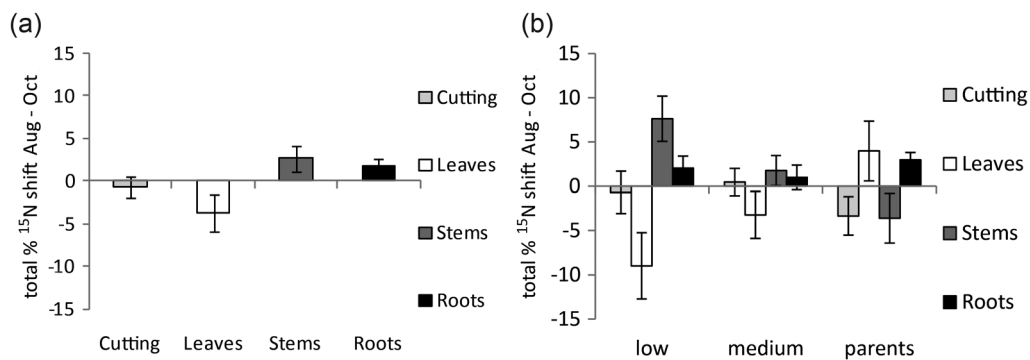 (a)
total % ¹⁵N shift Aug - Oct
15
10
5
0
-5
-10
-15
Cutting Leaves Stems Roots
Cutting
Leaves
Stems
Roots
(b)
total % ¹⁵N shift Aug - Oct
15
10
5
0
-5
-10
-15
low medium parents
Cutting
Leaves
Stems
Roots